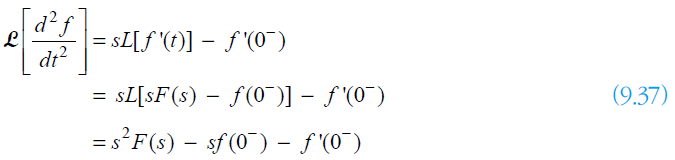 𝓛[d²f/dt²] = sL[f '(t)] − f '(0⁻)
= sL[sF(s) − f(0⁻)] − f '(0⁻) (9.37)
= s²F(s) − sf(0⁻) − f '(0⁻)